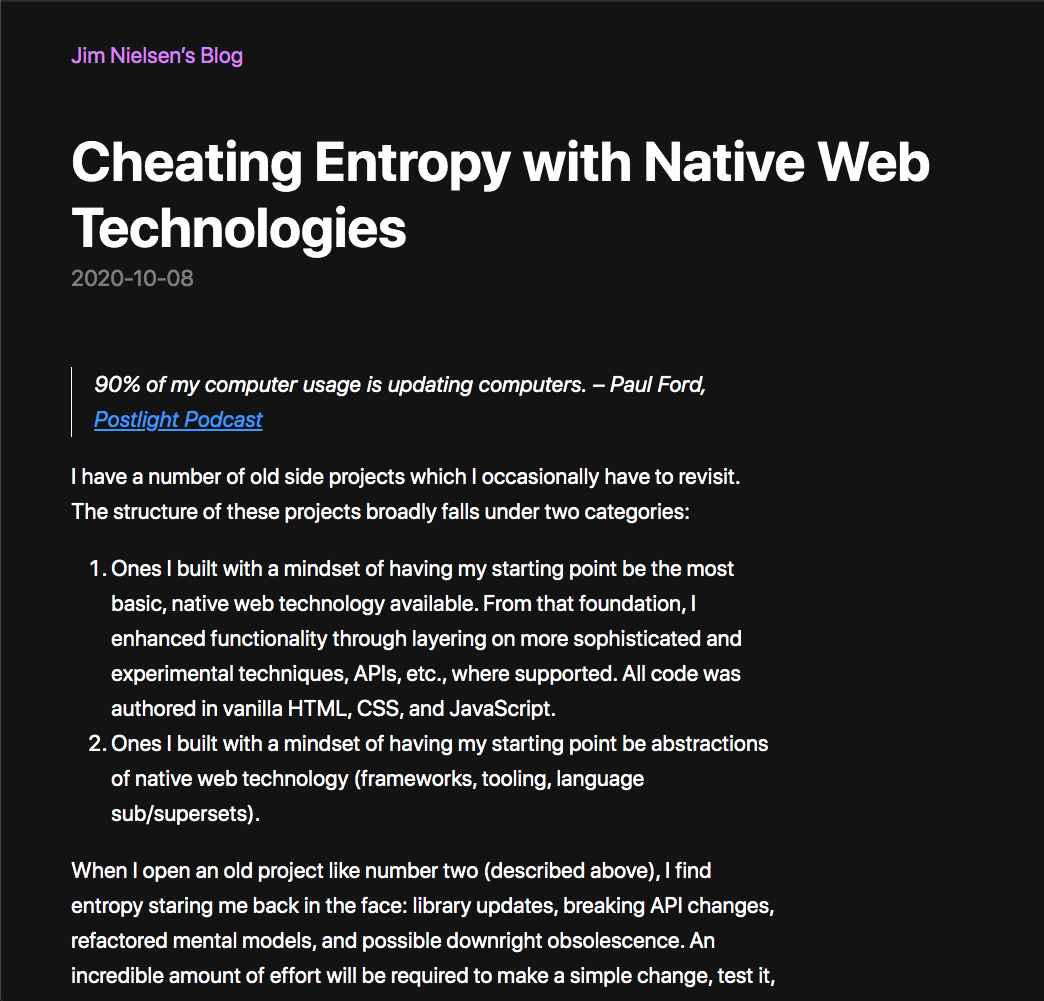 Jim Nielsen’s Blog
Cheating Entropy with Native Web
Technologies
2020-10-08
90% of my computer usage is updating computers. – Paul Ford,
Postlight Podcast
I have a number of old side projects which I occasionally have to revisit.
The structure of these projects broadly falls under two categories:
1. Ones I built with a mindset of having my starting point be the most
basic, native web technology available. From that foundation, I
enhanced functionality through layering on more sophisticated and
experimental techniques, APIs, etc., where supported. All code was
authored in vanilla HTML, CSS, and JavaScript.
2. Ones I built with a mindset of having my starting point be abstractions
of native web technology (frameworks, tooling, language
sub/supersets).
When I open an old project like number two (described above), I find
entropy staring me back in the face: library updates, breaking API changes,
refactored mental models, and possible downright obsolescence. An
incredible amount of effort will be required to make a simple change, test it,